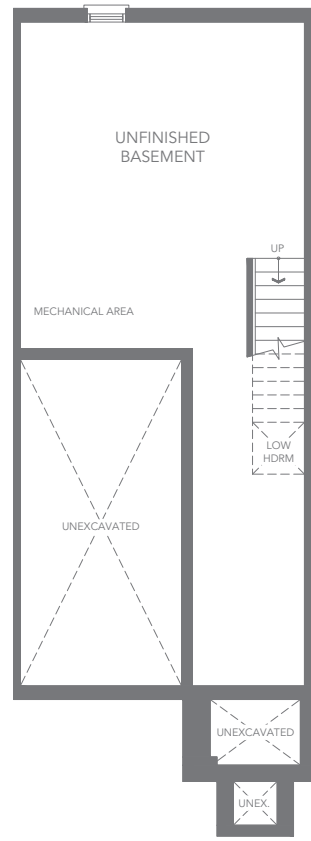 UNFINISHED
BASEMENT
UP
MECHANICAL AREA
LOW
HDRM
UNEXCAVATED
UNEXCAVATED
UNEX.